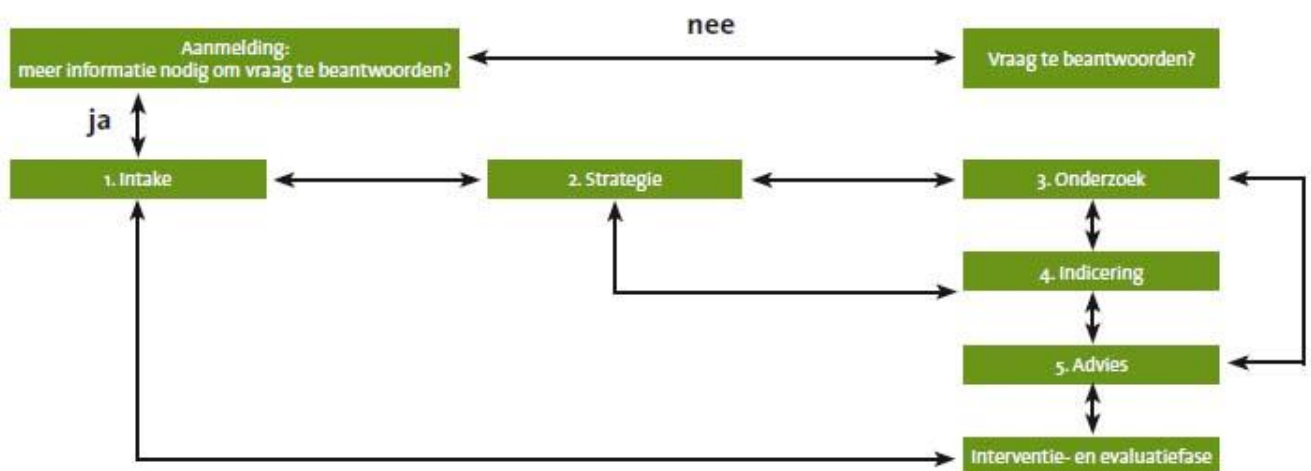 nee
Aanmelding:
meer informatie nodig om vraag te beantwoorden?
Vraag te beantwoorden?
ja
1. Intake
2. Strategie
3. Onderzoek
4. Indicering
5. Advies
Interventie- en evaluatiefase